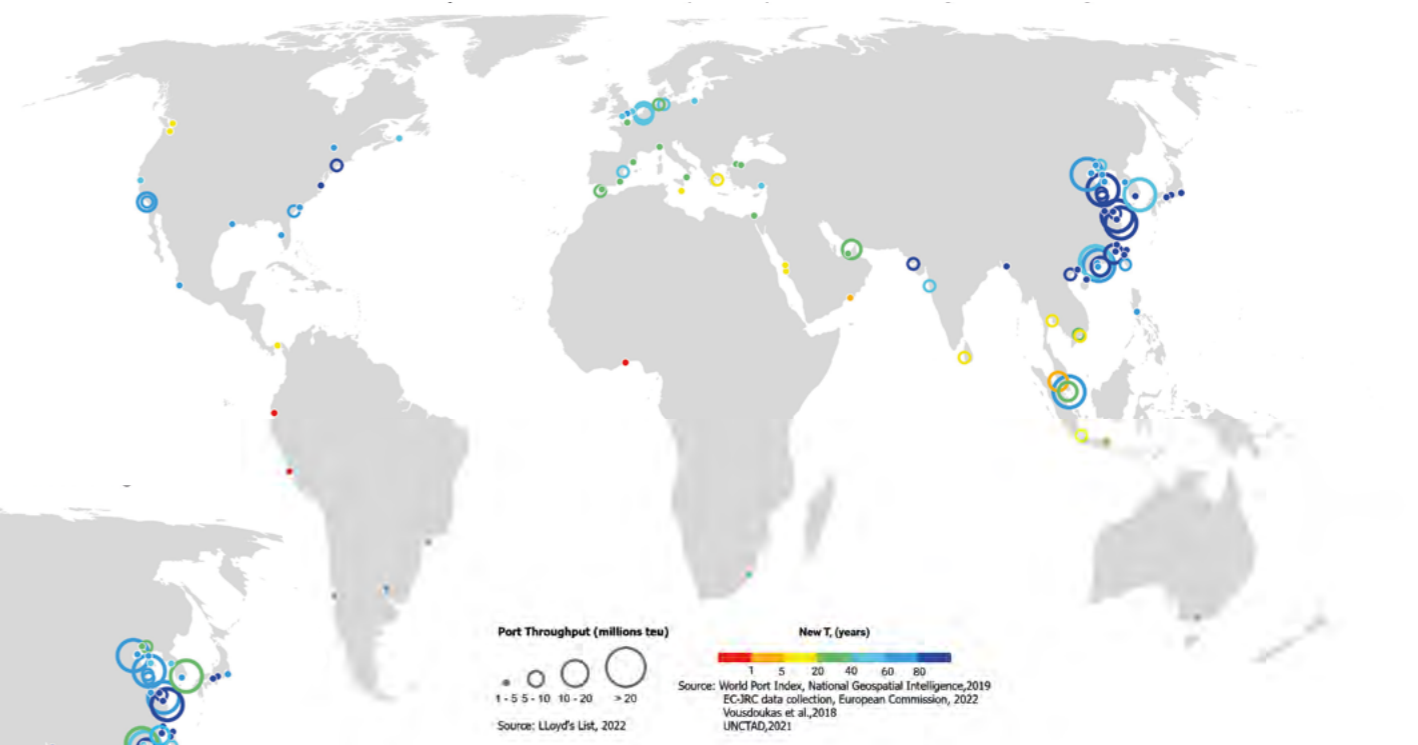 Port Throughput (millions teu)
1 - 5 5 - 10 10 - 20 > 20
Source: LLoyd's List, 2022
New T, (years)
1 5 20 40 60 80
Source: World Port Index, National Geospatial Intelligence,2019
EC-JRC data collection, European Commission, 2022
Vousdoukas et al.,2018
UNCTAD,2021